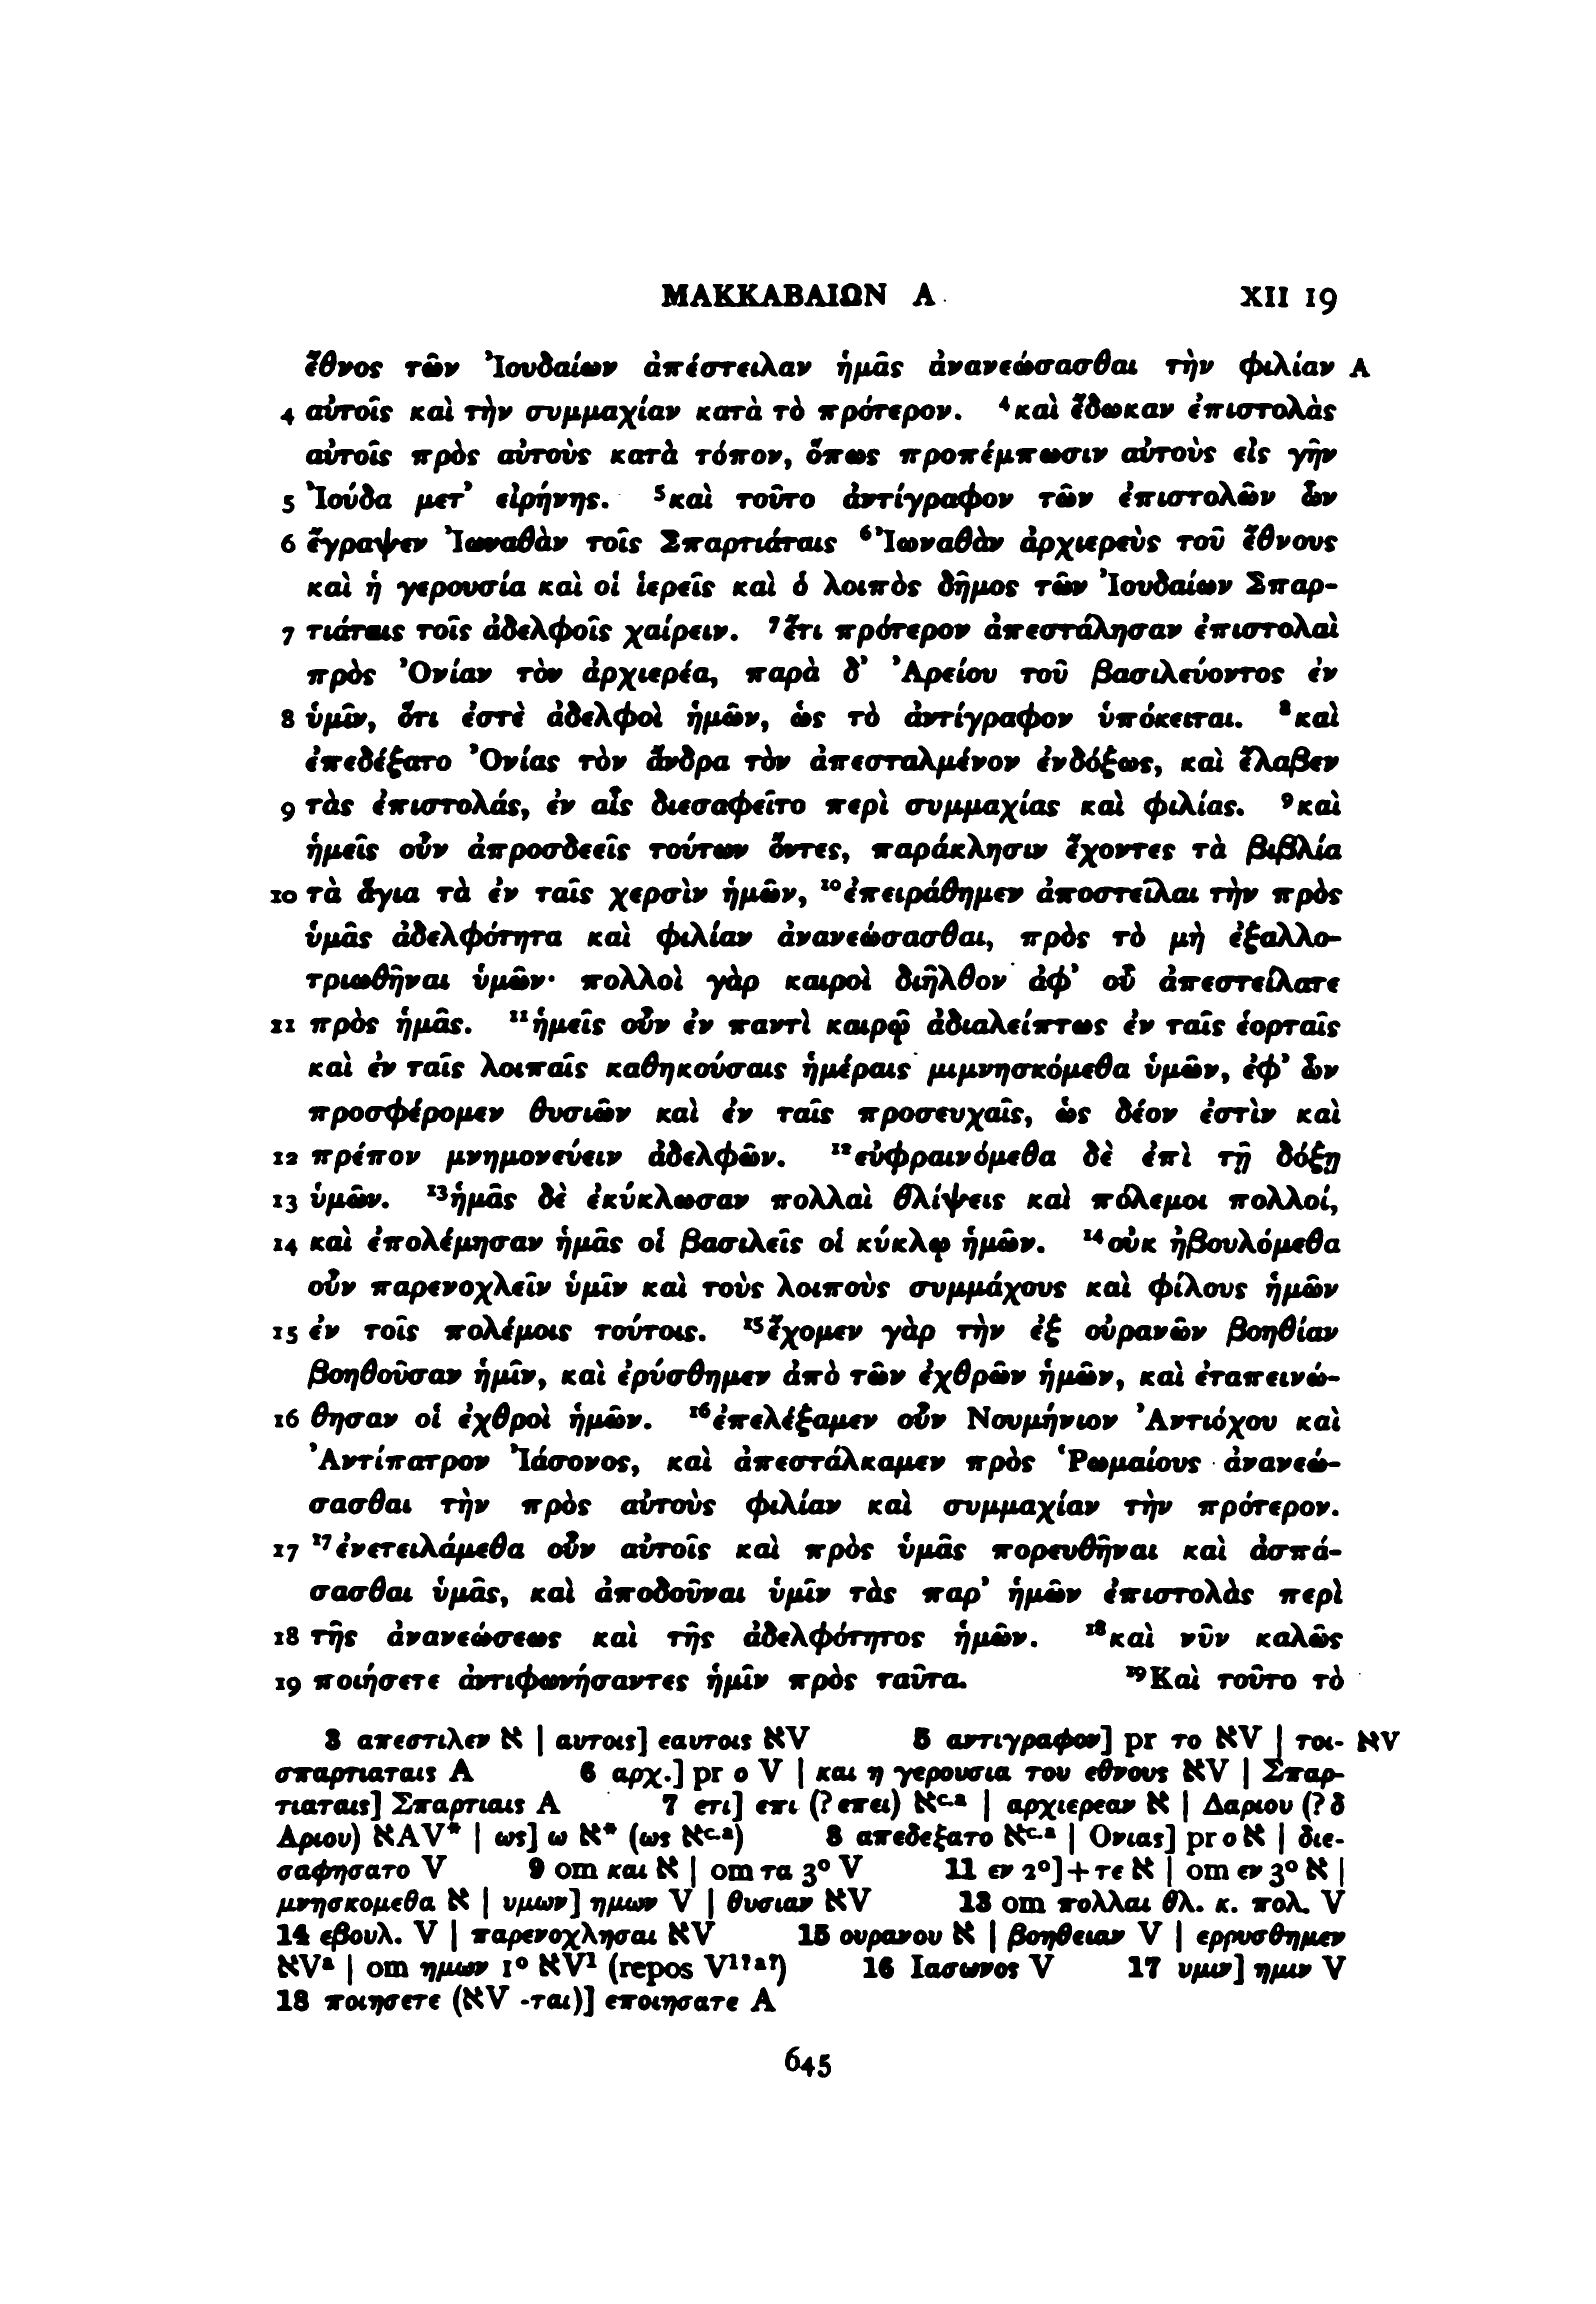 ΜΑΚΚΑΒΑΙΩΝ Α XII 19
ἔθνος τῶν Ἰουδαίων ἀπέστειλαν ἡμᾶς ἀνανεώσασθαι τὴν φιλίαν Α
4 αὐτοῖς καὶ τὴν συμμαχίαν κατὰ τὸ πρότερον. ⁴καὶ ἔδωκαν ἐπιστολὰς
αὐτοῖς πρὸς αὐτοὺς κατὰ τόπον, ὅπως προπέμπωσιν αὐτοὺς εἰς γῆν
5 Ἰούδα μετ᾽ εἰρήνης. ⁵καὶ τοῦτο ἀντίγραφον τῶν ἐπιστολῶν ὧν
6 ἔγραψεν Ἰωναθὰν τοῖς Σπαρτιάταις ⁶Ἰωναθὰν ἀρχιερεὺς τοῦ ἔθνους
καὶ ἡ γερουσία καὶ οἱ ἱερεῖς καὶ ὁ λοιπὸς δῆμος τῶν Ἰουδαίων Σπαρ-
7 τιάταις τοῖς ἀδελφοῖς χαίρειν. ⁷ἔτι πρότερον ἀπεστάλησαν ἐπιστολαὶ
πρὸς Ὀνίαν τὸν ἀρχιερέα, παρὰ δ᾽ Ἀρείου τοῦ βασιλεύοντος ἐν
8 ὑμῖν, ὅτι ἐστὲ ἀδελφοὶ ἡμῶν, ὡς τὸ ἀντίγραφον ὑπόκειται. ⁸καὶ
ἐπεδέξατο Ὀνίας τὸν ἄνδρα τὸν ἀπεσταλμένον ἐνδόξως, καὶ ἔλαβεν
9 τὰς ἐπιστολάς, ἐν αἷς διεσαφεῖτο περὶ συμμαχίας καὶ φιλίας. ⁹καὶ
ἡμεῖς οὖν ἀπροσδεεῖς τούτων ὄντες, παράκλησιν ἔχοντες τὰ βιβλία
10 τὰ ἅγια τὰ ἐν ταῖς χερσὶν ἡμῶν, ¹⁰ἐπειράθημεν ἀποστεῖλαι τὴν πρὸς
ὑμᾶς ἀδελφότητα καὶ φιλίαν ἀνανεώσασθαι, πρὸς τὸ μὴ ἐξαλλο-
τριωθῆναι ὑμῶν· πολλοὶ γὰρ καιροὶ διῆλθον ἀφ᾽ οὗ ἀπεστείλατε
11 πρὸς ἡμᾶς. ¹¹ἡμεῖς οὖν ἐν παντὶ καιρῷ ἀδιαλείπτως ἐν ταῖς ἑορταῖς
καὶ ἐν ταῖς λοιπαῖς καθηκούσαις ἡμέραις μιμνησκόμεθα ὑμῶν, ἐφ᾽ ὧν
προσφέρομεν θυσιῶν καὶ ἐν ταῖς προσευχαῖς, ὡς δέον ἐστὶν καὶ
12 πρέπον μνημονεύειν ἀδελφῶν. ¹²εὐφραινόμεθα δὲ ἐπὶ τῇ δόξῃ
13 ὑμῶν. ¹³ἡμᾶς δὲ ἐκύκλωσαν πολλαὶ θλίψεις καὶ πόλεμοι πολλοί,
14 καὶ ἐπολέμησαν ἡμᾶς οἱ βασιλεῖς οἱ κύκλῳ ἡμῶν. ¹⁴οὐκ ἠβουλόμεθα
οὖν παρενοχλεῖν ὑμῖν καὶ τοὺς λοιποὺς συμμάχους καὶ φίλους ἡμῶν
15 ἐν τοῖς πολέμοις τούτοις. ¹⁵ἔχομεν γὰρ τὴν ἐξ οὐρανῶν βοηθίαν
βοηθοῦσαν ἡμῖν, καὶ ἐρύσθημεν ἀπὸ τῶν ἐχθρῶν ἡμῶν, καὶ ἐταπεινώ-
16 θησαν οἱ ἐχθροὶ ἡμῶν. ¹⁶ἐπελέξαμεν οὖν Νουμήνιον Ἀντιόχου καὶ
Ἀντίπατρον Ἰάσονος, καὶ ἀπεστάλκαμεν πρὸς Ῥωμαίους ἀνανεώ-
σασθαι τὴν πρὸς αὐτοὺς φιλίαν καὶ συμμαχίαν τὴν πρότερον.
17 ¹⁷ἐνετειλάμεθα οὖν αὐτοῖς καὶ πρὸς ὑμᾶς πορευθῆναι καὶ ἀσπά-
σασθαι ὑμᾶς, καὶ ἀποδοῦναι ὑμῖν τὰς παρ᾽ ἡμῶν ἐπιστολὰς περὶ
18 τῆς ἀνανεώσεως καὶ τῆς ἀδελφότητος ἡμῶν. ¹⁸καὶ νῦν καλῶς
19 ποιήσετε ἀντιφωνήσαντες ἡμῖν πρὸς ταῦτα. ¹⁹Καὶ τοῦτο τὸ
3 απεστιλεν א | αυτοις] εαυτοις אV 5 αντιγραφον] pr το אV | τοι- אV
σπαρτιαταις A 6 αρχ.] pr ο V | και η γερουσια του εθνους אV | Σπαρ-
τιαταις] Σπαρτιαις A 7 ετι] επι (? επει) אᶜ·ᵃ | αρχιερεαν א | Δαριου (? δ
Αριου) אAV* | ως] ω א* (ως אᶜ·ᵃ) 8 απεδεξατο אᶜ·ᵃ | Ονιας] pr ο א | διε-
σαφησατο V 9 om και א | om τα 3° V 11 εν 2°]+τε א | om εν 3° א |
μνησκομεθα א | υμων] ημων V | θυσιαν אV 13 om πολλαι θλ. κ. πολ. V
14 εβουλ. V | παρενοχλησαι אV 15 ουρανου א | βοηθειαν V | ερρυσθημεν
אVᵃ | om ημων 1° אV¹ (repos V¹ˀᵃˀ) 16 Ιασωνος V 17 υμιν] ημιν V
18 ποιησετε (אV -ται)] εποιησατε A
645